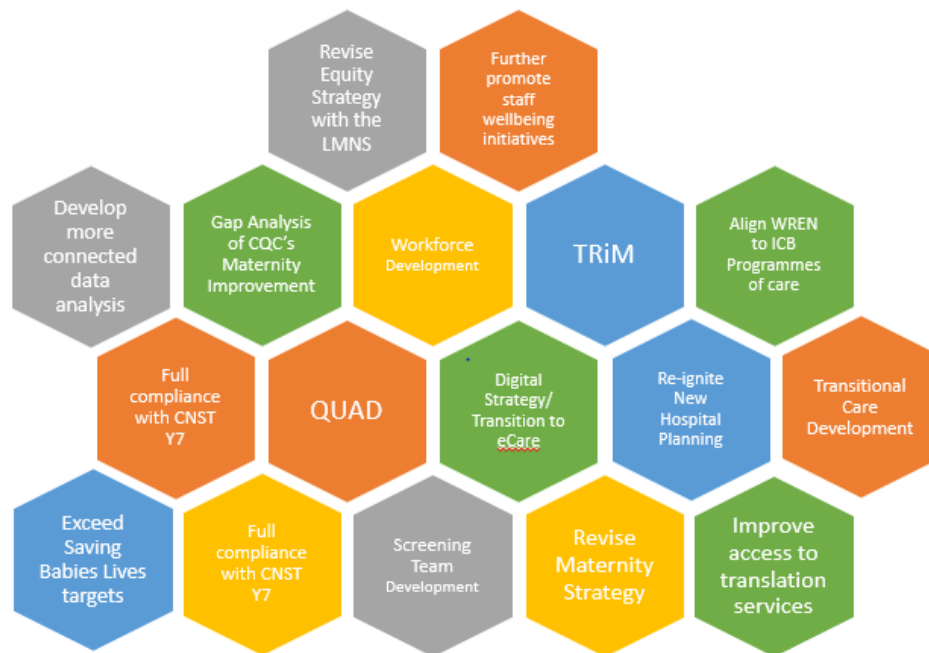 Revise
Equity
Strategy
with the
LMNS
Further
promote
staff
wellbeing
initiatives
Develop
more
connected
data
analysis
Gap Analysis
of CQC's
Maternity
Improvement
Workforce
Development
TRiM
Align WREN
to ICB
Programmes
of care
Full
compliance
with CNST
Y7
QUAD
Digital
Strategy/
Transition to
eCare
Re-ignite
New
Hospital
Planning
Transitional
Care
Development
Exceed
Saving
Babies Lives
targets
Full
compliance
with CNST
Y7
Screening
Team
Development
Revise
Maternity
Strategy
Improve
access to
translation
services